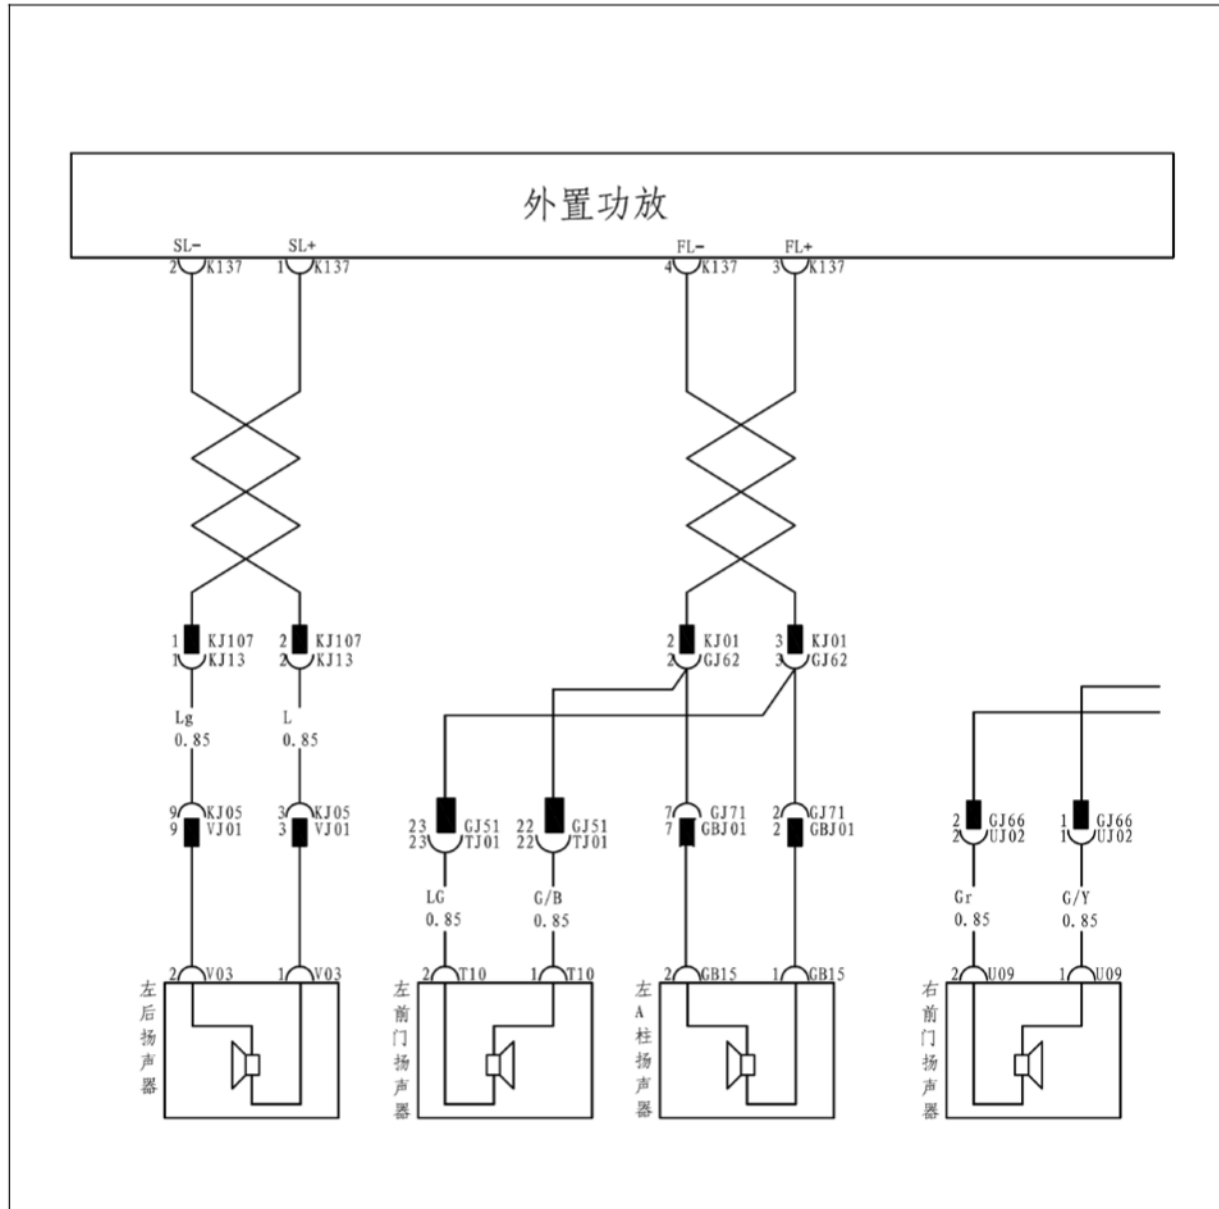 外置功放
SL- SL+ FL- FL+
2 K137 1 K137 4 K137 3 K137
1 KJ107 2 KJ107 2 KJ01 3 KJ01
1 KJ13 2 KJ13 2 GJ62 3 GJ62
Lg L
0.85 0.85
9 KJ05 3 KJ05 7 GJ71 2 GJ71
9 VJ01 3 VJ01 7 GBJ01 2 GBJ01
23 GJ51 22 GJ51 2 GJ66 1 GJ66
23 TJ01 22 TJ01 2 UJ02 1 UJ02
LG G/B Gr G/Y
0.85 0.85 0.85 0.85
2 V03 1 V03 2 T10 1 T10 2 GB15 1 GB15 2 U09 1 U09
左后扬声器
左前门扬声器
左A柱扬声器
右前门扬声器